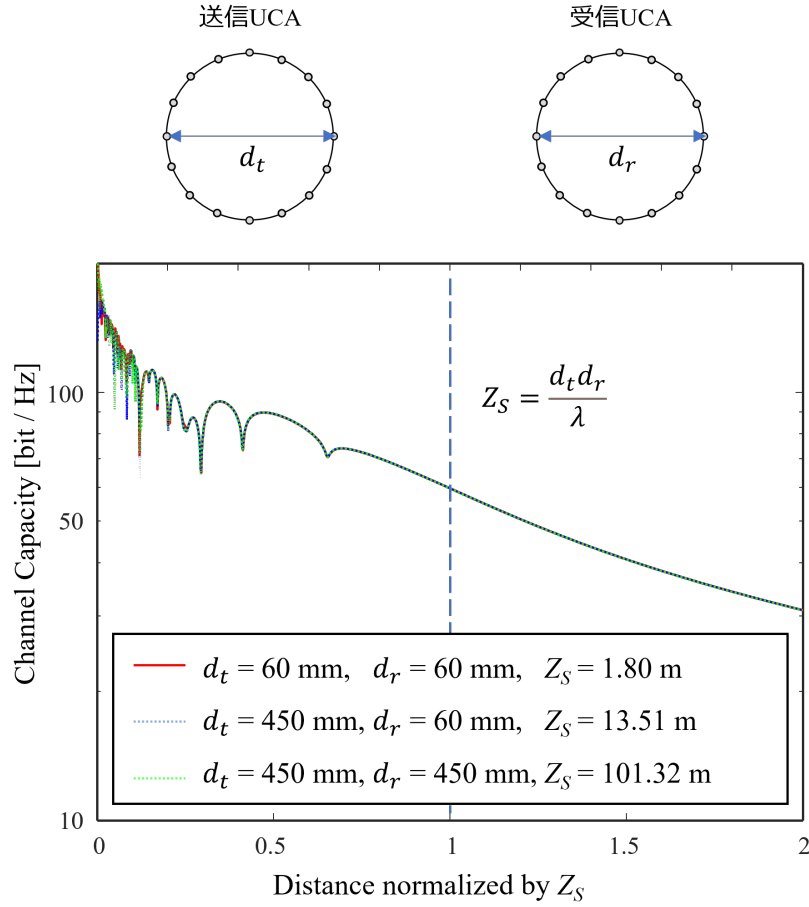 送信UCA 受信UCA
d_t d_r
Z_S = d_t d_r / λ
Channel Capacity [bit / Hz]
100
50
10
d_t = 60 mm, d_r = 60 mm, Z_S = 1.80 m
d_t = 450 mm, d_r = 60 mm, Z_S = 13.51 m
d_t = 450 mm, d_r = 450 mm, Z_S = 101.32 m
0 0.5 1 1.5 2
Distance normalized by Z_S